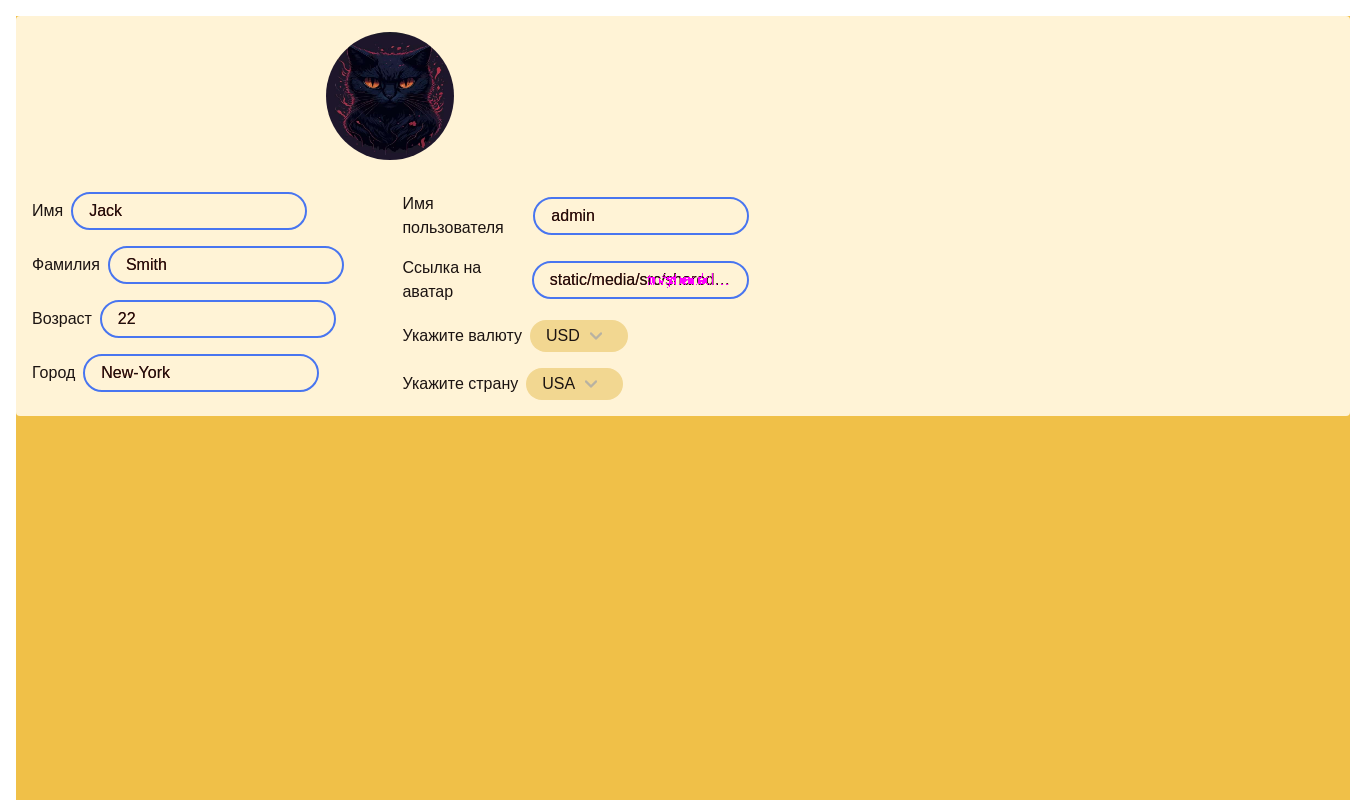 Имя Jack
Фамилия Smith
Возраст 22
Город New-York
Имя
пользователя
admin
Ссылка на
аватар
static/media/src/shared…
Укажите валюту USD
Укажите страну USA